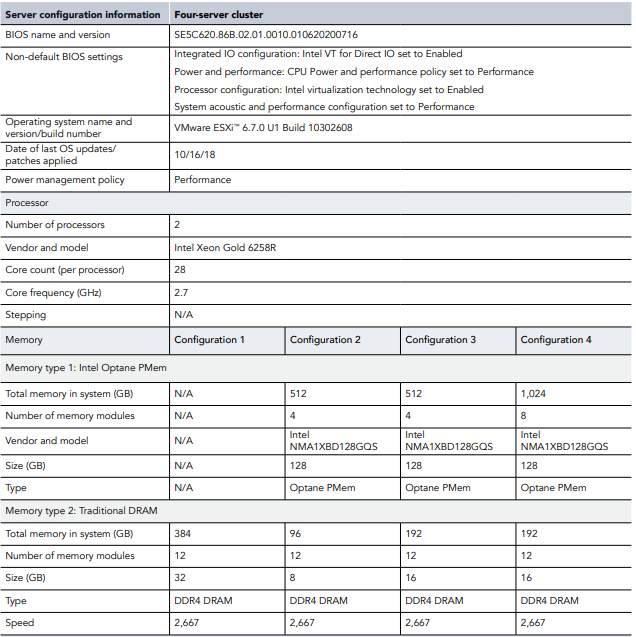 Server configuration information Four-server cluster
BIOS name and version SE5C620.86B.02.01.0010.010620200716
Non-default BIOS settings Integrated IO configuration: Intel VT for Direct IO set to Enabled
Power and performance: CPU Power and performance policy set to Performance
Processor configuration: Intel virtualization technology set to Enabled
System acoustic and performance configuration set to Performance
Operating system name and
version/build number VMware ESXi™ 6.7.0 U1 Build 10302608
Date of last OS updates/
patches applied 10/16/18
Power management policy Performance
Processor
Number of processors 2
Vendor and model Intel Xeon Gold 6258R
Core count (per processor) 28
Core frequency (GHz) 2.7
Stepping N/A
Memory Configuration 1 Configuration 2 Configuration 3 Configuration 4
Memory type 1: Intel Optane PMem
Total memory in system (GB) N/A 512 512 1,024
Number of memory modules N/A 4 4 8
Vendor and model N/A Intel NMA1XBD128GQS Intel NMA1XBD128GQS Intel NMA1XBD128GQS
Size (GB) N/A 128 128 128
Type N/A Optane PMem Optane PMem Optane PMem
Memory type 2: Traditional DRAM
Total memory in system (GB) 384 96 192 192
Number of memory modules 12 12 12 12
Size (GB) 32 8 16 16
Type DDR4 DRAM DDR4 DRAM DDR4 DRAM DDR4 DRAM
Speed 2,667 2,667 2,667 2,667